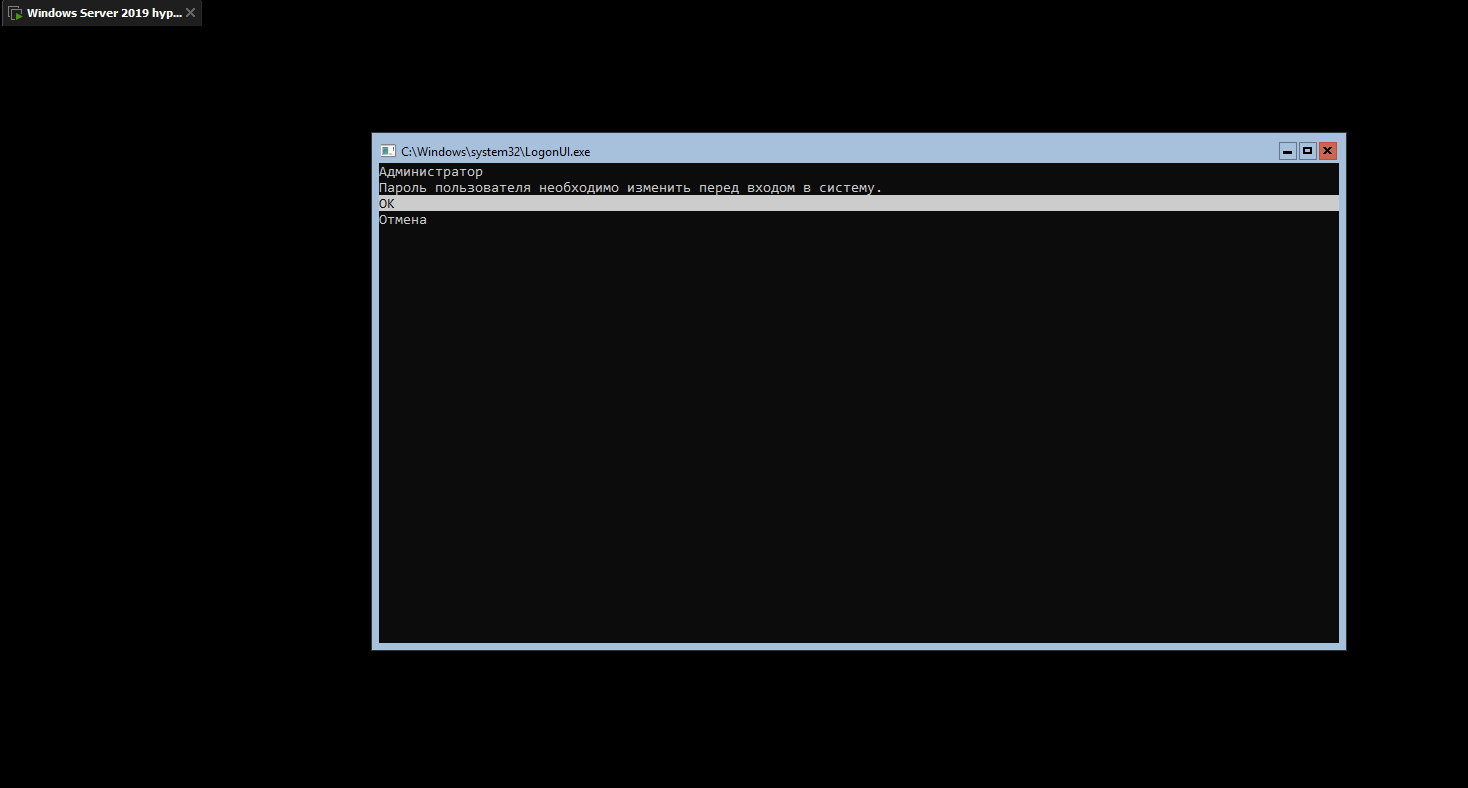 Windows Server 2019 hyp...
C:\Windows\system32\LogonUI.exe
Администратор
Пароль пользователя необходимо изменить перед входом в систему.
OK
Отмена